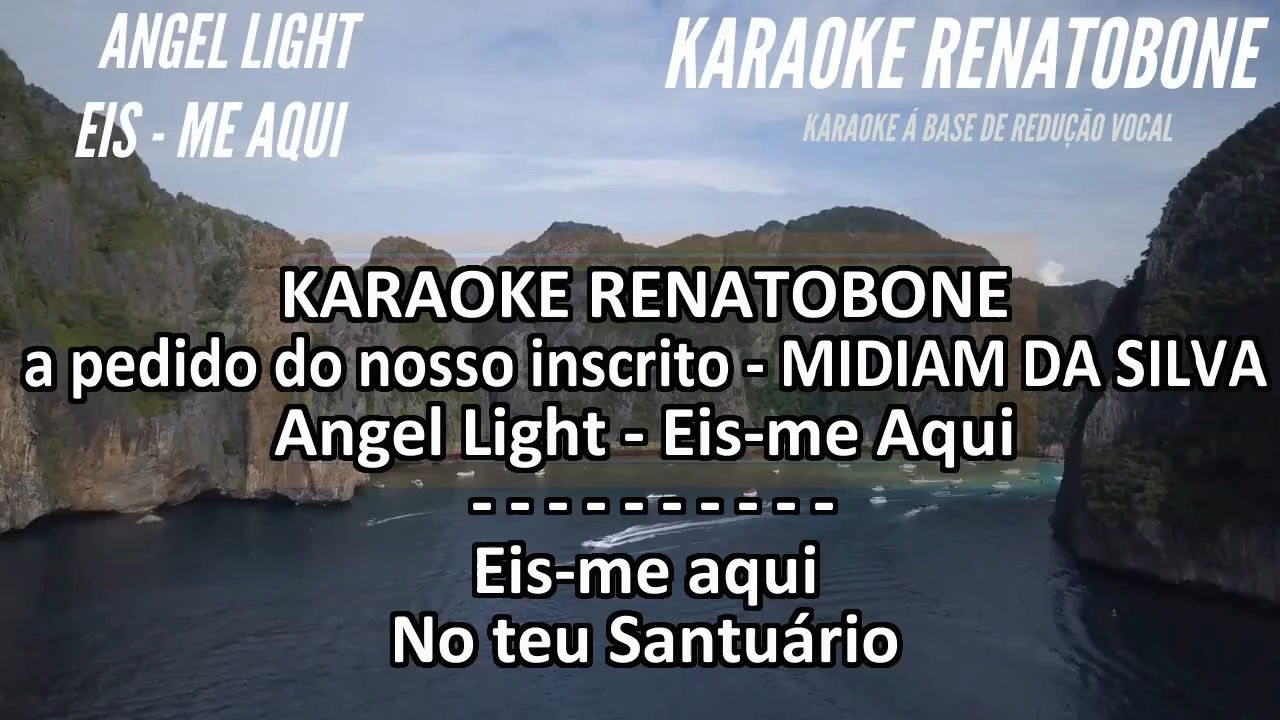 ANGEL LIGHT
EIS - ME AQUI
KARAOKE RENATOBONE
KARAOKE Á BASE DE REDUÇÃO VOCAL
KARAOKE RENATOBONE
a pedido do nosso inscrito - MIDIAM DA SILVA
Angel Light - Eis-me Aqui
- - - - - - - - - -
Eis-me aqui
No teu Santuário